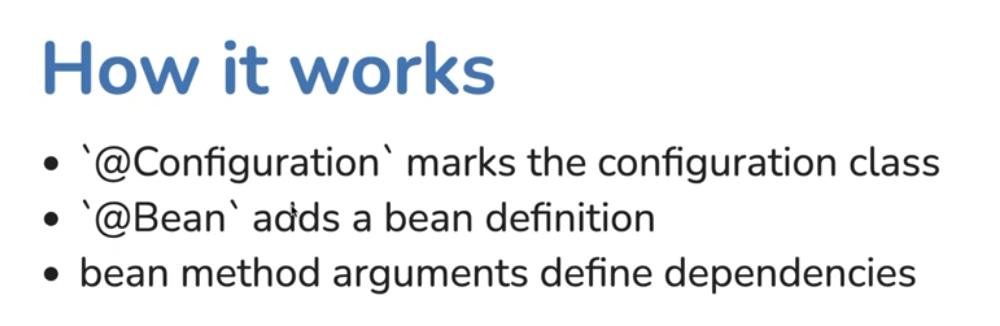 How it works
• `@Configuration` marks the configuration class
• `@Bean` adds a bean definition
• bean method arguments define dependencies